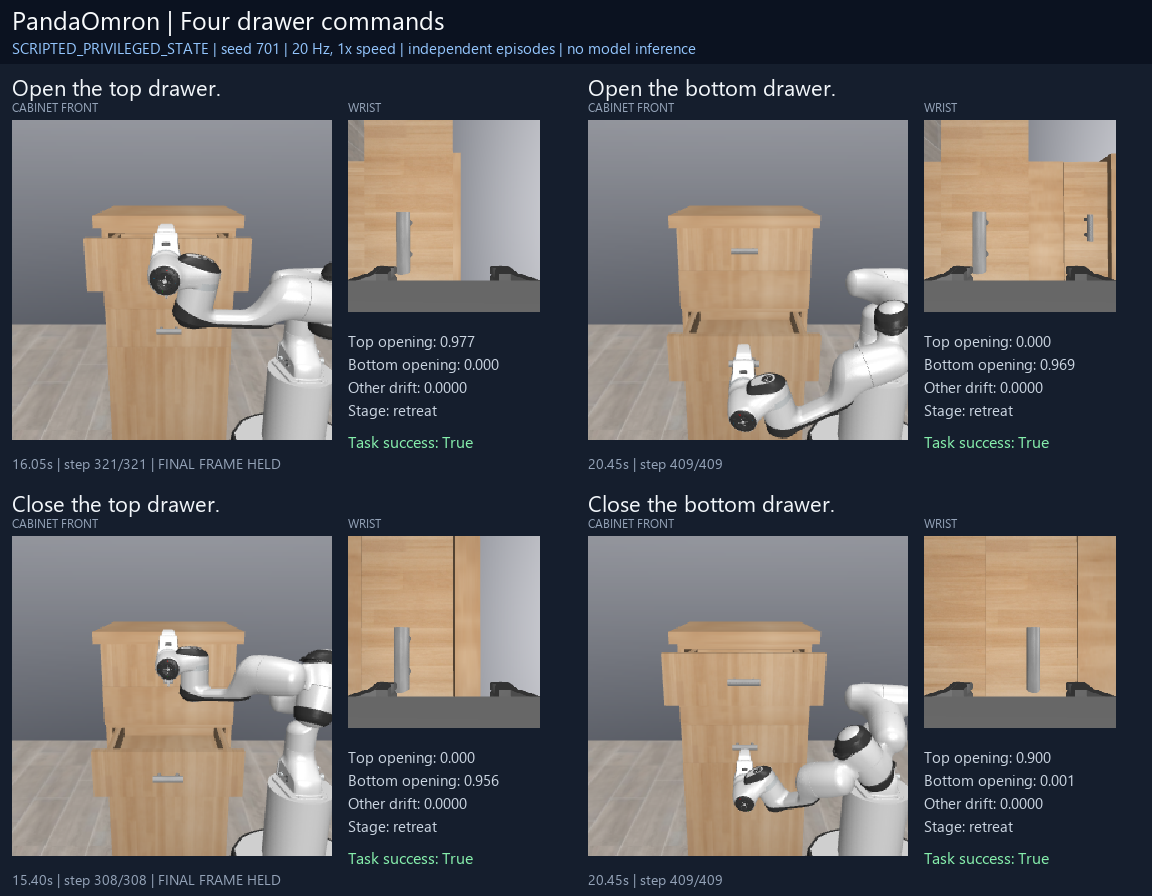 PandaOmron | Four drawer commands
SCRIPTED_PRIVILEGED_STATE | seed 701 | 20 Hz, 1x speed | independent episodes | no model inference
Open the top drawer.
CABINET FRONT
WRIST
Top opening: 0.977
Bottom opening: 0.000
Other drift: 0.0000
Stage: retreat
Task success: True
16.05s | step 321/321 | FINAL FRAME HELD
Open the bottom drawer.
CABINET FRONT
WRIST
Top opening: 0.000
Bottom opening: 0.969
Other drift: 0.0000
Stage: retreat
Task success: True
20.45s | step 409/409
Close the top drawer.
CABINET FRONT
WRIST
Top opening: 0.000
Bottom opening: 0.956
Other drift: 0.0000
Stage: retreat
Task success: True
15.40s | step 308/308 | FINAL FRAME HELD
Close the bottom drawer.
CABINET FRONT
WRIST
Top opening: 0.900
Bottom opening: 0.001
Other drift: 0.0000
Stage: retreat
Task success: True
20.45s | step 409/409